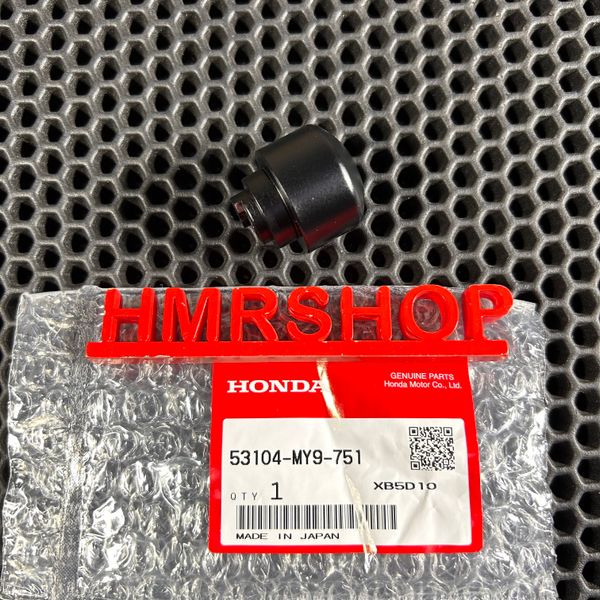 HMRSHOP
HONDA
GENUINE PARTS
Honda Motor Co., Ltd.
53104-MY9-751
XB5D10
QTY 1
MADE IN JAPAN